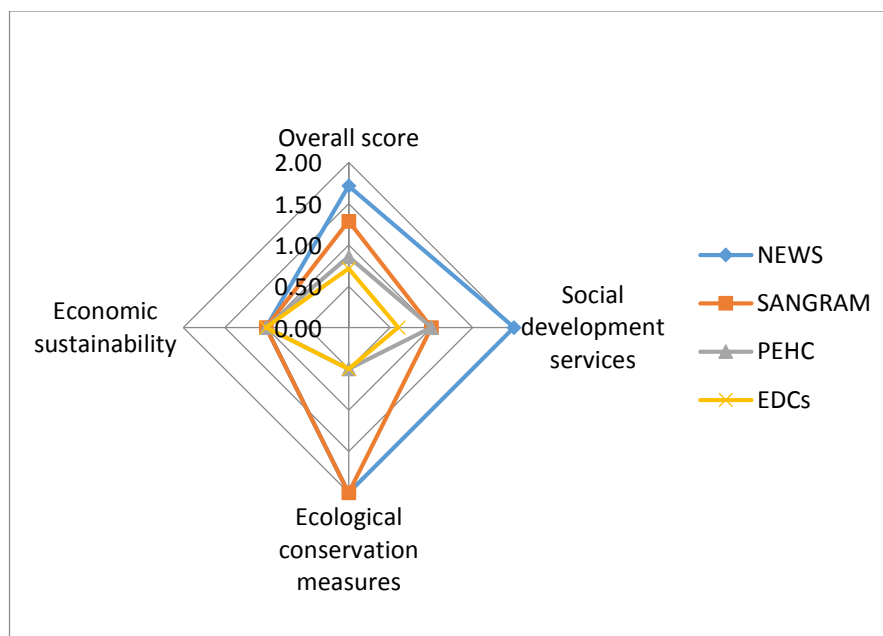 Overall score
2.00
1.50
1.00
0.50
0.00
Social
development
services
Ecological
conservation
measures
Economic
sustainability
NEWS
SANGRAM
PEHC
EDCs